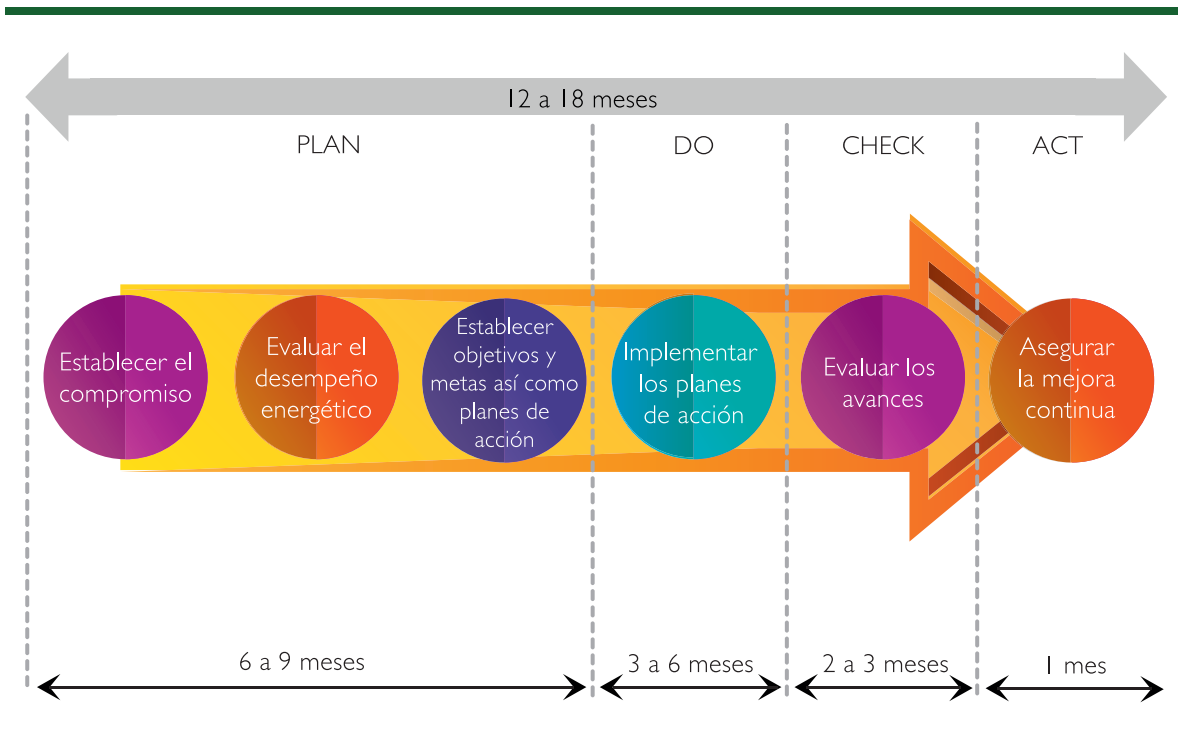 12 a 18 meses
PLAN
DO
CHECK
ACT
Establecer el
compromiso
Evaluar el
desempeño
energético
Establecer
objetivos y
metas así como
planes de
acción
Implementar
los planes
de acción
Evaluar los
avances
Asegurar
la mejora
continua
6 a 9 meses
3 a 6 meses
2 a 3 meses
1 mes